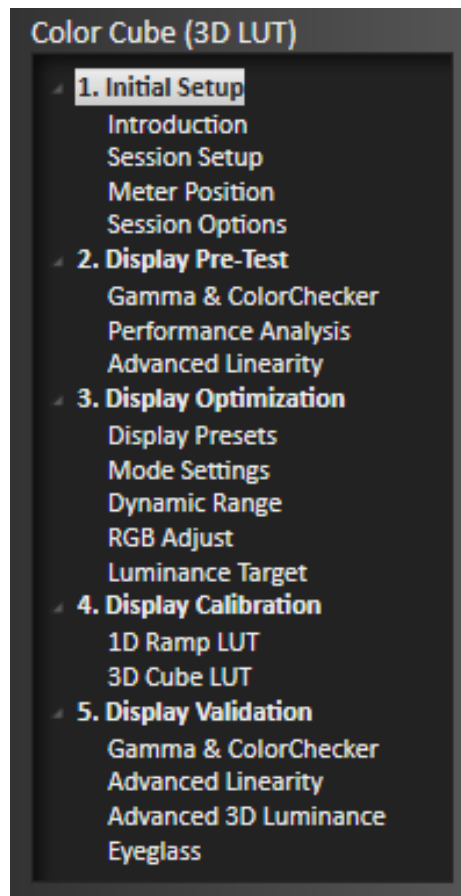 Color Cube (3D LUT)
1. Initial Setup
Introduction
Session Setup
Meter Position
Session Options
2. Display Pre-Test
Gamma & ColorChecker
Performance Analysis
Advanced Linearity
3. Display Optimization
Display Presets
Mode Settings
Dynamic Range
RGB Adjust
Luminance Target
4. Display Calibration
1D Ramp LUT
3D Cube LUT
5. Display Validation
Gamma & ColorChecker
Advanced Linearity
Advanced 3D Luminance
Eyeglass